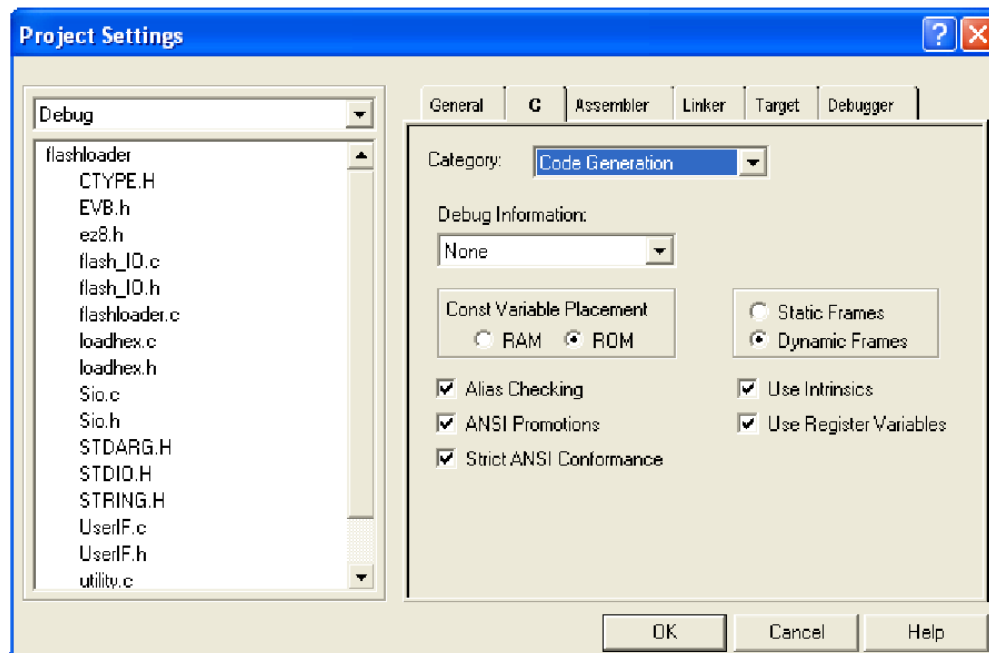 Project Settings
Debug
flashloader
CTYPE.H
EVB.h
ez8.h
flash_IO.c
flash_IO.h
flashloader.c
loadhex.c
loadhex.h
Sio.c
Sio.h
STDARG.H
STDIO.H
STRING.H
UserIF.c
UserIF.h
utility.c
General C Assembler Linker Target Debugger
Category: Code Generation
Debug Information:
None
Const Variable Placement
RAM ROM
Static Frames
Dynamic Frames
Alias Checking
ANSI Promotions
Strict ANSI Conformance
Use Intrinsics
Use Register Variables
OK Cancel Help